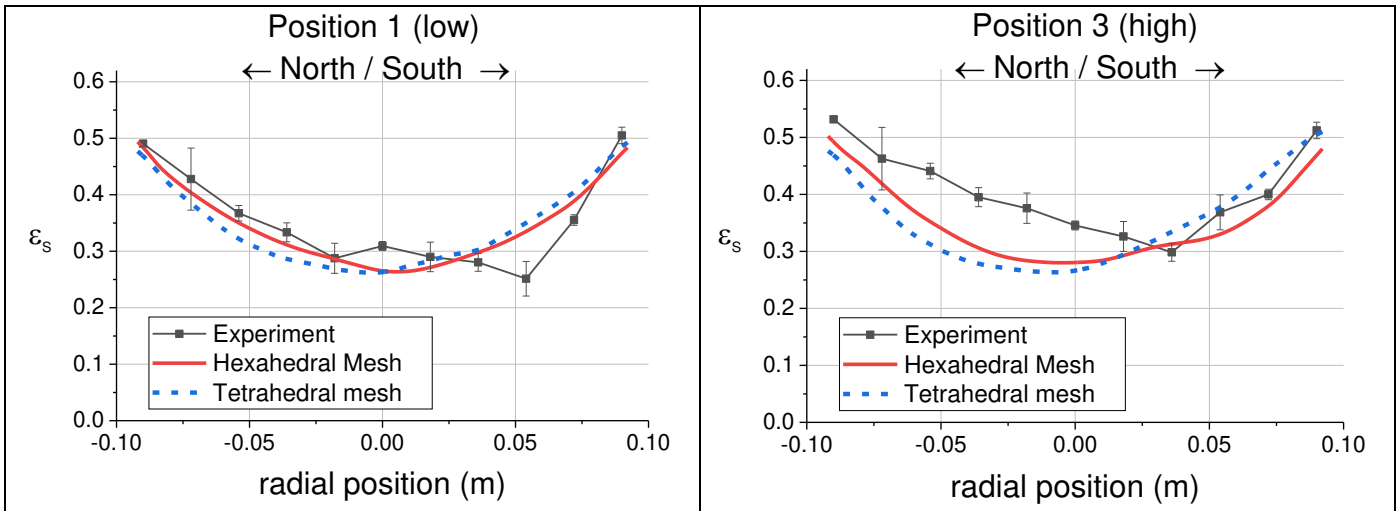 Position 1 (low)
← North / South →
0.6
0.5
0.4
0.3
0.2
0.1
0.0
εs
Experiment
Hexahedral Mesh
Tetrahedral mesh
-0.10 -0.05 0.00 0.05 0.10
radial position (m)
Position 3 (high)
← North / South →
0.6
0.5
0.4
0.3
0.2
0.1
0.0
εs
Experiment
Hexahedral Mesh
Tetrahedral mesh
-0.10 -0.05 0.00 0.05 0.10
radial position (m)